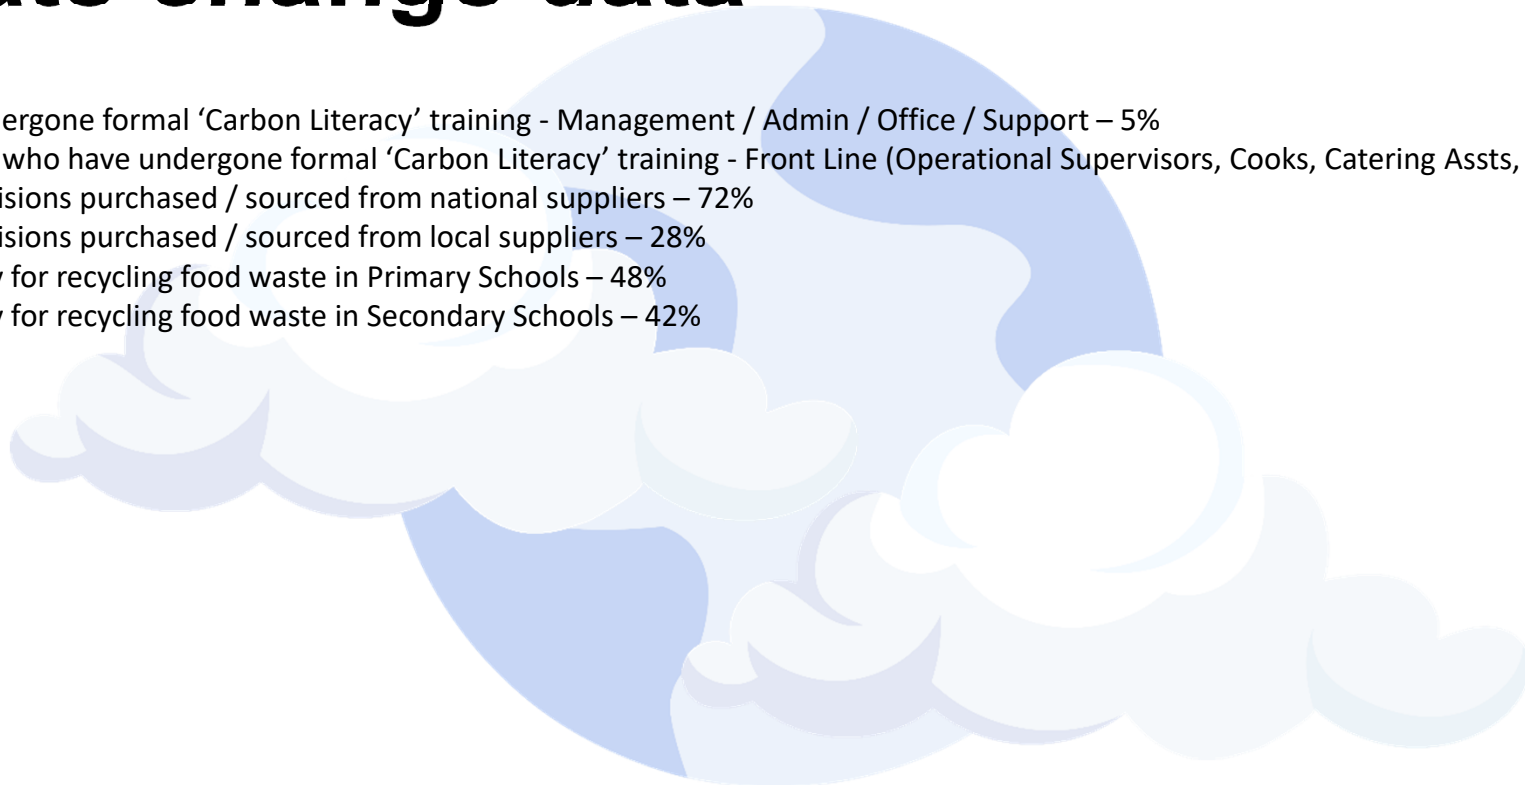 change data
ergone formal ‘Carbon Literacy’ training - Management / Admin / Office / Support – 5%
who have undergone formal ‘Carbon Literacy’ training - Front Line (Operational Supervisors, Cooks, Catering Assts,
isions purchased / sourced from national suppliers – 72%
isions purchased / sourced from local suppliers – 28%
y for recycling food waste in Primary Schools – 48%
y for recycling food waste in Secondary Schools – 42%